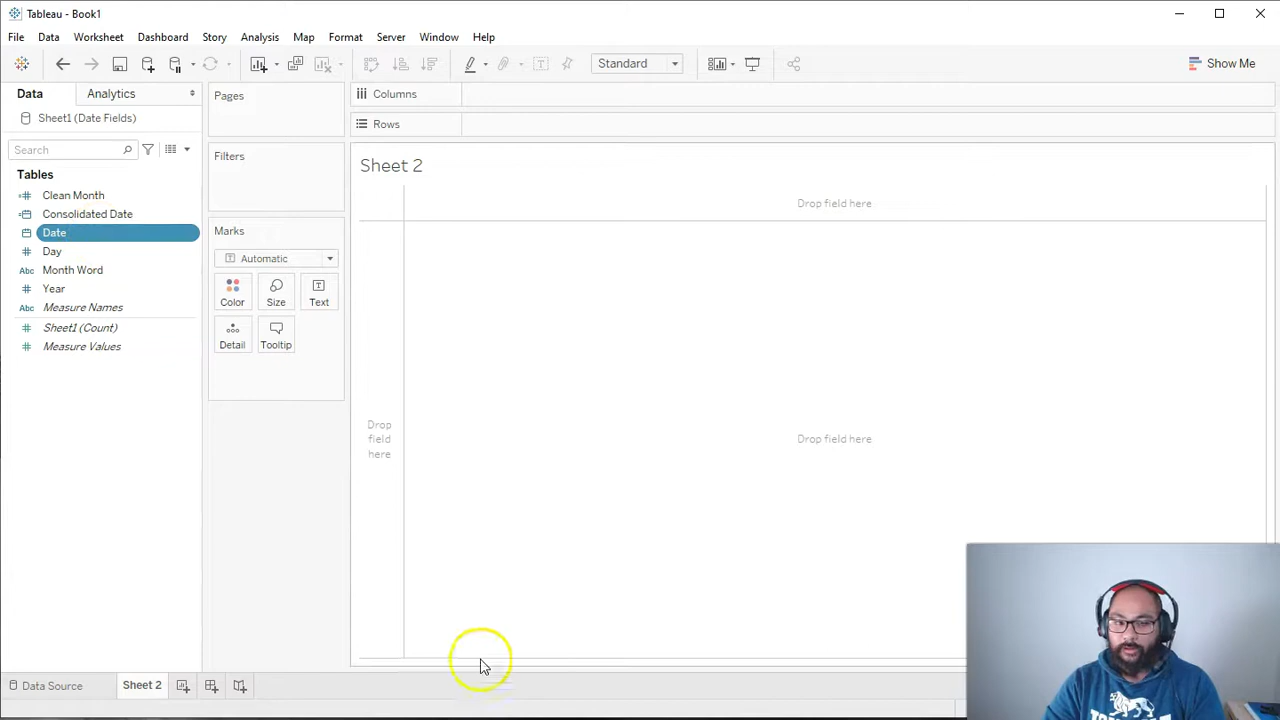 Tableau - Book1
File Data Worksheet Dashboard Story Analysis Map Format Server Window Help
Standard
Show Me
Data Analytics
Pages
Columns
Sheet1 (Date Fields)
Rows
Search
Filters
Sheet 2
Tables
Clean Month
Drop field here
Consolidated Date
Date
Marks
Day
Automatic
Abc Month Word
Year
Color Size Text
Abc Measure Names
Sheet1 (Count)
Detail Tooltip
Measure Values
Drop
field
here
Drop field here
Data Source Sheet 2